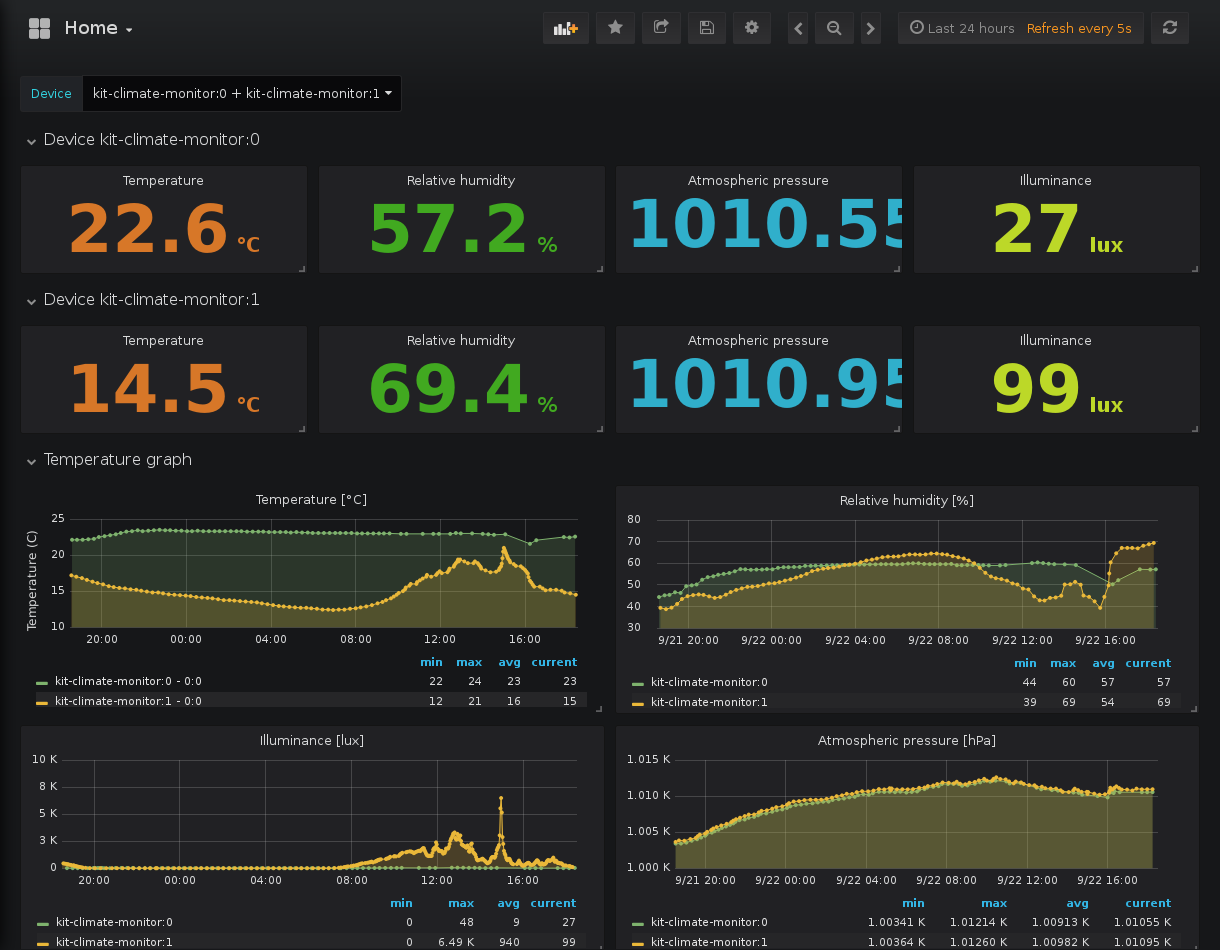 Home
Last 24 hours Refresh every 5s
Device kit-climate-monitor:0 + kit-climate-monitor:1
Device kit-climate-monitor:0
Temperature Relative humidity Atmospheric pressure Illuminance
22.6 °C 57.2 % 1010.55 27 lux
Device kit-climate-monitor:1
Temperature Relative humidity Atmospheric pressure Illuminance
14.5 °C 69.4 % 1010.95 99 lux
Temperature graph
Temperature [°C]
Temperature (C)
25
20
15
10
20:00 00:00 04:00 08:00 12:00 16:00
min max avg current
kit-climate-monitor:0 - 0:0 22 24 23 23
kit-climate-monitor:1 - 0:0 12 21 16 15
Relative humidity [%]
80
70
60
50
40
30
9/21 20:00 9/22 00:00 9/22 04:00 9/22 08:00 9/22 12:00 9/22 16:00
min max avg current
kit-climate-monitor:0 44 60 57 57
kit-climate-monitor:1 39 69 54 69
Illuminance [lux]
10 K
8 K
5 K
3 K
0
20:00 00:00 04:00 08:00 12:00 16:00
min max avg current
kit-climate-monitor:0 0 48 9 27
kit-climate-monitor:1 0 6.49 K 940 99
Atmospheric pressure [hPa]
1.015 K
1.010 K
1.005 K
1.000 K
9/21 20:00 9/22 00:00 9/22 04:00 9/22 08:00 9/22 12:00 9/22 16:00
min max avg current
kit-climate-monitor:0 1.00341 K 1.01214 K 1.00913 K 1.01055 K
kit-climate-monitor:1 1.00364 K 1.01260 K 1.00982 K 1.01095 K